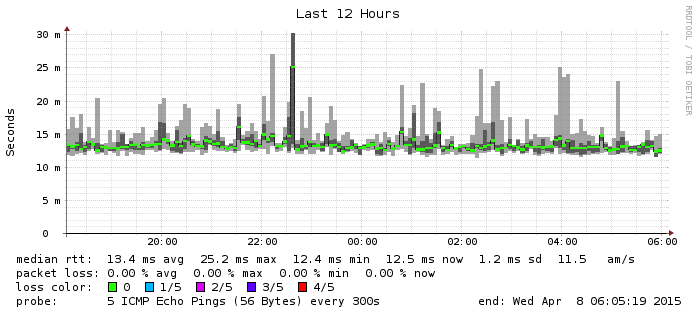 Last 12 Hours
RRDTOOL / TOBI OETIKER
Seconds
30 m
25 m
20 m
15 m
10 m
5 m
0
20:00 22:00 00:00 02:00 04:00 06:00
median rtt: 13.4 ms avg 25.2 ms max 12.4 ms min 12.5 ms now 1.2 ms sd 11.5 am/s
packet loss: 0.00 % avg 0.00 % max 0.00 % min 0.00 % now
loss color: 0 1/5 2/5 3/5 4/5
probe: 5 ICMP Echo Pings (56 Bytes) every 300s end: Wed Apr 8 06:05:19 2015